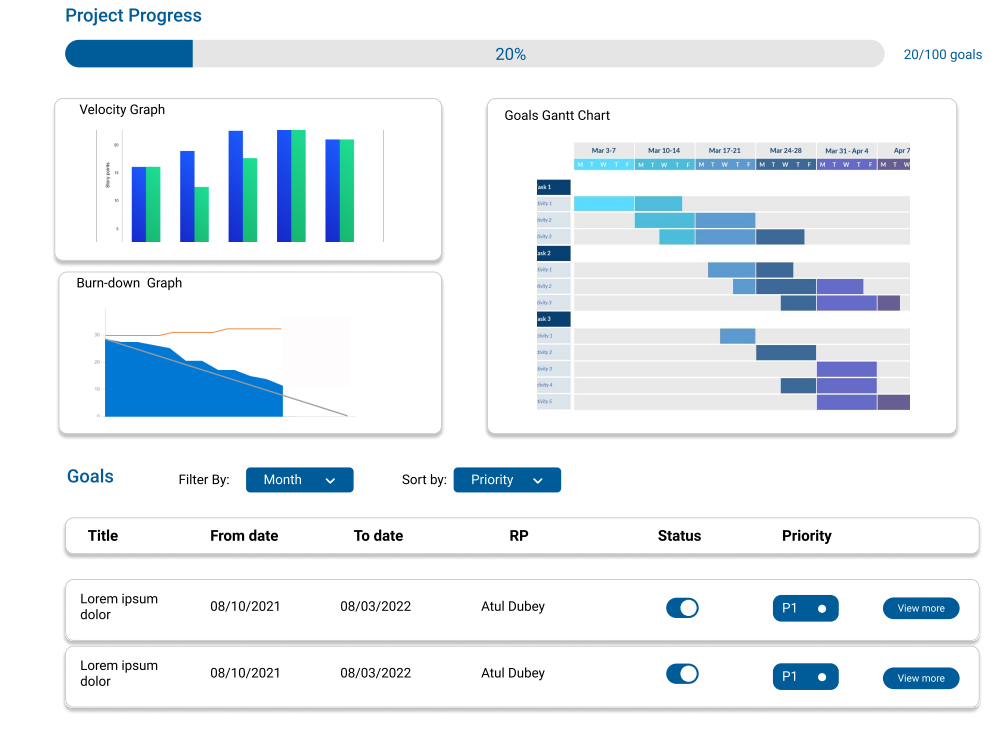 Project Progress
20%
20/100 goals
Velocity Graph
Story points
20
15
10
5
Goals Gantt Chart
Mar 3-7 Mar 10-14 Mar 17-21 Mar 24-28 Mar 31 - Apr 4 Apr 7
M T W T F M T W T F M T W T F M T W T F M T W T F M T W
ask 1
tivity 1
tivity 2
tivity 3
ask 2
tivity 1
tivity 2
tivity 3
ask 3
tivity 1
tivity 2
tivity 3
tivity 4
tivity 5
Burn-down Graph
30
20
10
0
Goals
Filter By: Month
Sort by: Priority
Title From date To date RP Status Priority
Lorem ipsum
dolor
08/10/2021 08/03/2022 Atul Dubey P1 View more
Lorem ipsum
dolor
08/10/2021 08/03/2022 Atul Dubey P1 View more